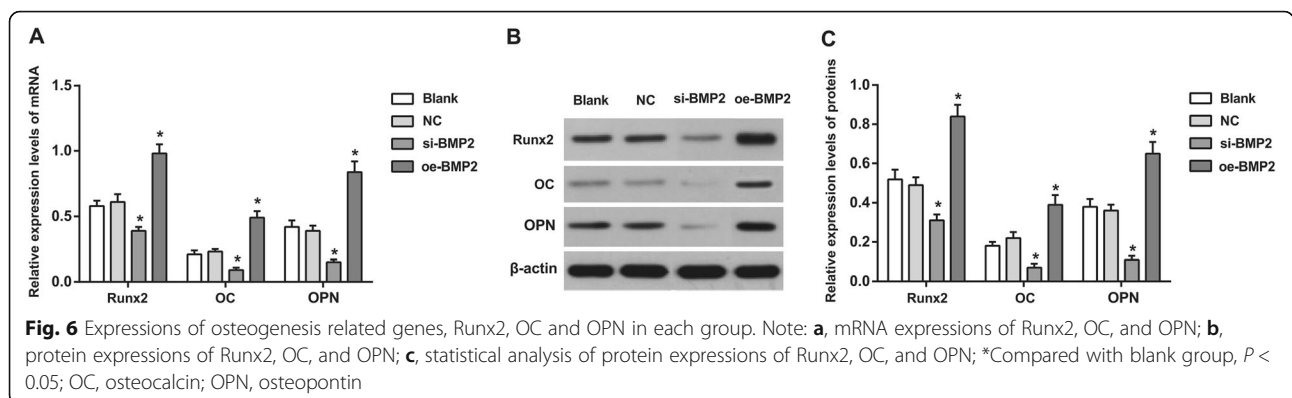 A
Relative expression levels of mRNA
1.5
1.0
0.5
0.0
* * * * * *
Runx2 OC OPN
Blank
NC
si-BMP2
oe-BMP2
B
Blank NC si-BMP2 oe-BMP2
Runx2
OC
OPN
β-actin
C
Relative expression levels of proteins
1.0
0.8
0.6
0.4
0.2
0.0
* * * * * *
Runx2 OC OPN
Blank
NC
si-BMP2
oe-BMP2
Fig. 6 Expressions of osteogenesis related genes, Runx2, OC and OPN in each group. Note: a, mRNA expressions of Runx2, OC, and OPN; b,
protein expressions of Runx2, OC, and OPN; c, statistical analysis of protein expressions of Runx2, OC, and OPN; *Compared with blank group, P <
0.05; OC, osteocalcin; OPN, osteopontin